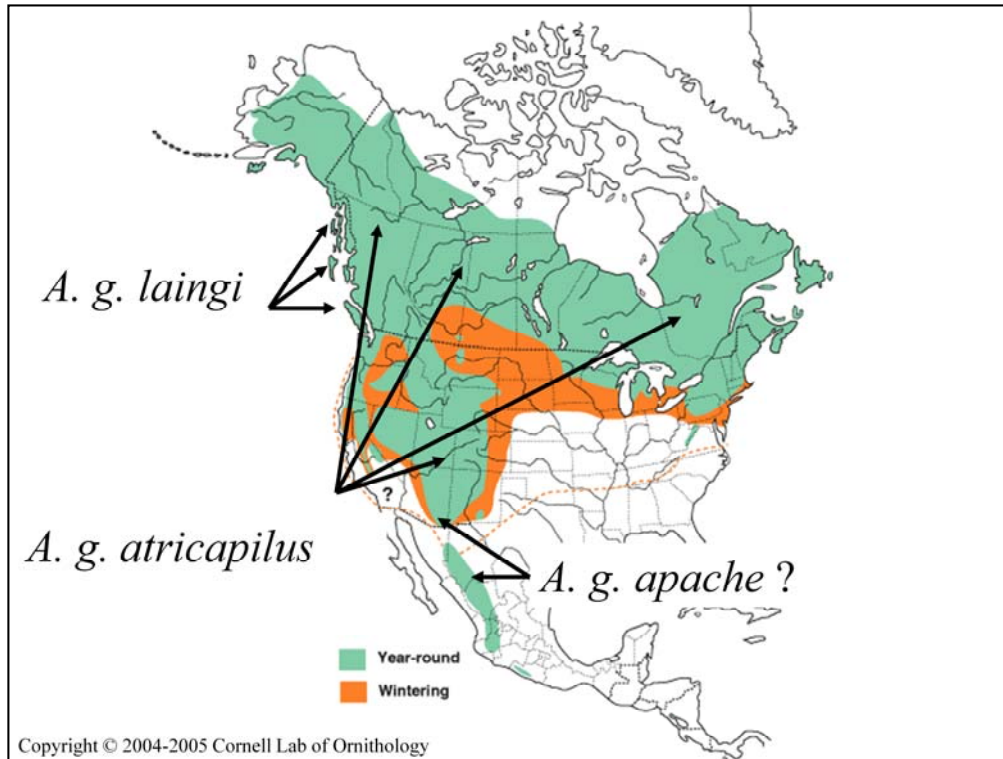 A. g. laingi
A. g. atricapilus
?
A. g. apache ?
Year-round
Wintering
Copyright © 2004-2005 Cornell Lab of Ornithology